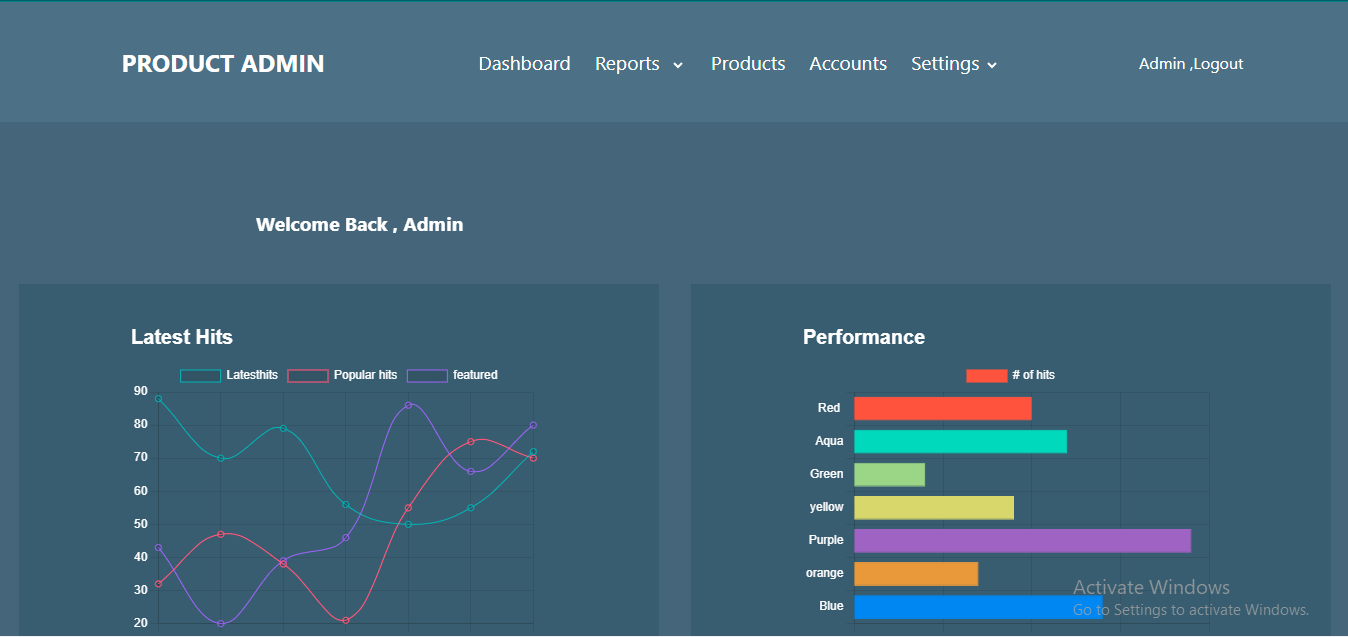 PRODUCT ADMIN Dashboard Reports Products Accounts Settings Admin ,Logout
Welcome Back , Admin
Latest Hits
Latesthits Popular hits featured
90
80
70
60
50
40
30
20
Performance
# of hits
Red
Aqua
Green
yellow
Purple
orange
Blue
Activate Windows
Go to Settings to activate Windows.